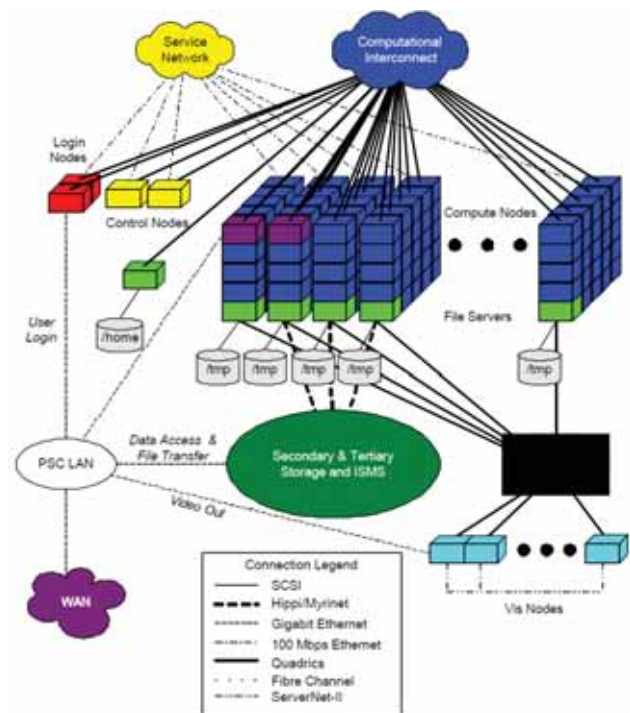 Service
Network
Computational
Interconnect
Login
Nodes
Control Nodes
Compute Nodes
User
Login
/home
File Servers
/tmp
/tmp
/tmp
/tmp
/tmp
PSC LAN
Data Access &
File Transfer
Secondary & Tertiary
Storage and ISMS
Video Out
WAN
Vis Nodes
Connection Legend
SCSI
Hippi/Myrinet
Gigabit Ethernet
100 Mbps Ethernet
Quadrics
Fibre Channel
ServerNet-II